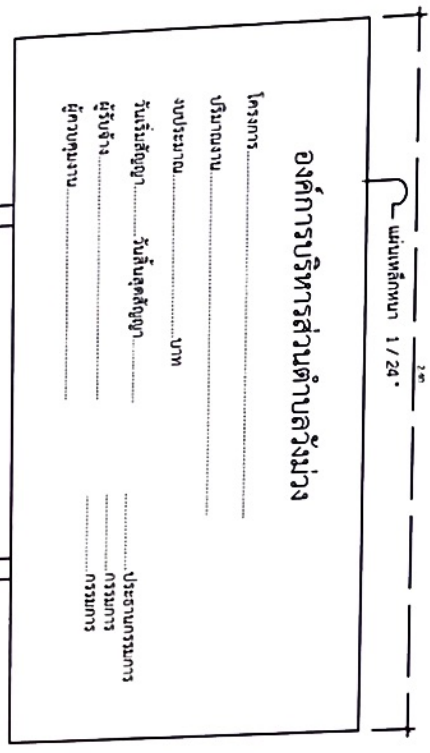 2 ซม
แผ่นเหล็กหนา 1/24"
องค์การบริหารส่วนตำบลวังม่วง
โครงการ..............................
ปริมาณงาน..............................
งบประมาณ....................บาท
วันเริ่มสัญญา............วันสิ้นสุดสัญญา....................
ผู้รับจ้าง..............................ประธานกรรมการ
ผู้ควบคุมงาน..............................กรรมการ
....................กรรมการ